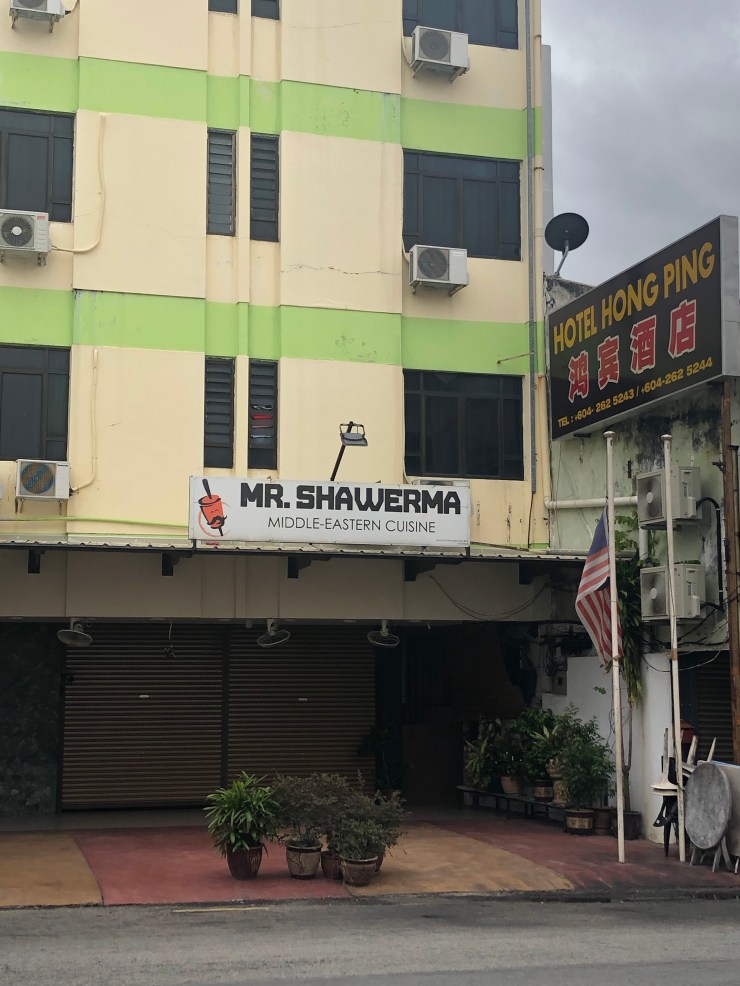 MR. SHAWERMA
MIDDLE-EASTERN CUISINE
HOTEL HONG PING
鸿宾酒店
TEL : +604- 262 5243 / +604-262 5244